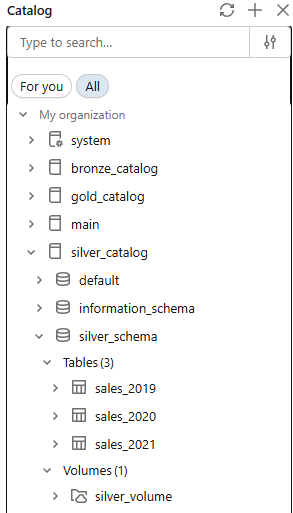 Catalog
Type to search...
For you All
My organization
system
bronze_catalog
gold_catalog
main
silver_catalog
default
information_schema
silver_schema
Tables (3)
sales_2019
sales_2020
sales_2021
Volumes (1)
silver_volume